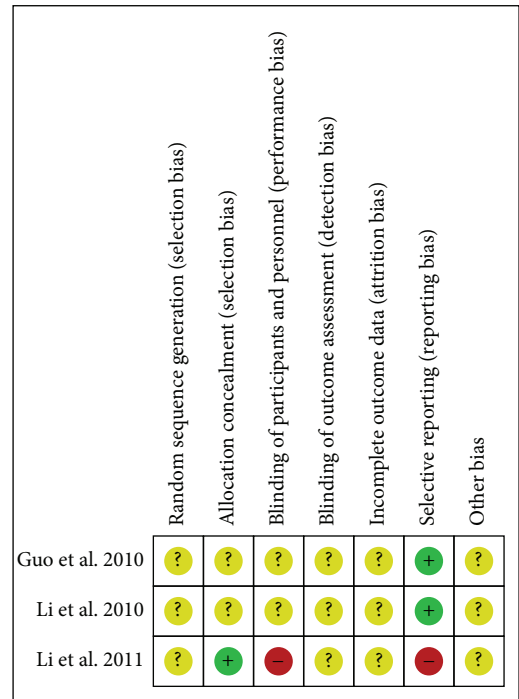 Random sequence generation (selection bias)
Allocation concealment (selection bias)
Blinding of participants and personnel (performance bias)
Blinding of outcome assessment (detection bias)
Incomplete outcome data (attrition bias)
Selective reporting (reporting bias)
Other bias
Guo et al. 2010 ? ? ? ? ? + ?
Li et al. 2010 ? ? ? ? ? + ?
Li et al. 2011 ? + − ? ? − ?